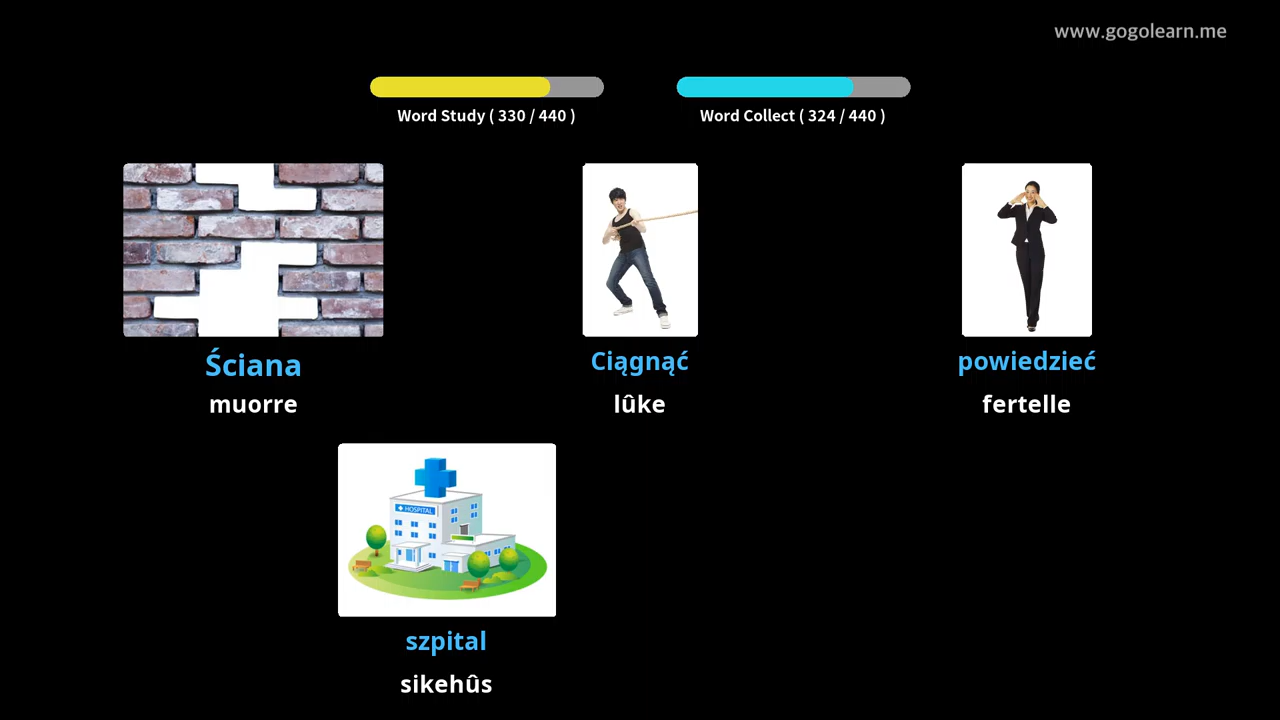 www.gogolearn.me
Word Study ( 330 / 440 )
Word Collect ( 324 / 440 )
Ściana
muorre
Ciągnąć
lûke
powiedzieć
fertelle
HOSPITAL
szpital
sikehûs